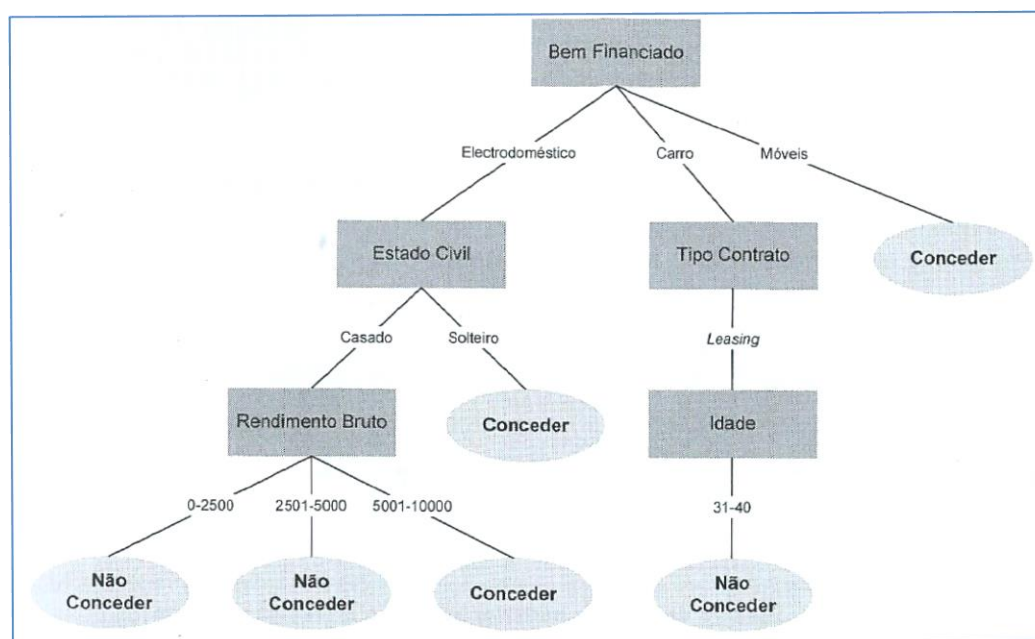 Bem Financiado
Electrodoméstico
Carro
Móveis
Estado Civil
Tipo Contrato
Conceder
Casado
Solteiro
Leasing
Rendimento Bruto
Conceder
Idade
0-2500
2501-5000
5001-10000
31-40
Não
Conceder
Não
Conceder
Conceder
Não
Conceder